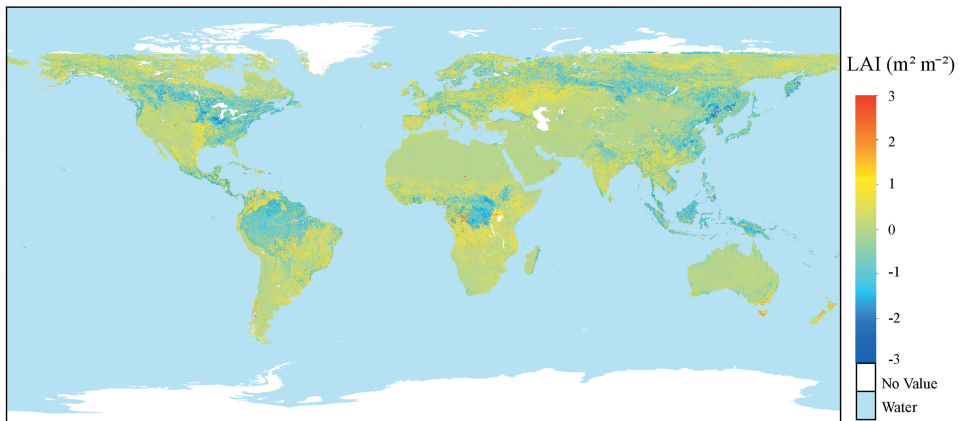 LAI (m² m⁻²)
3
2
1
0
-1
-2
-3
No Value
Water